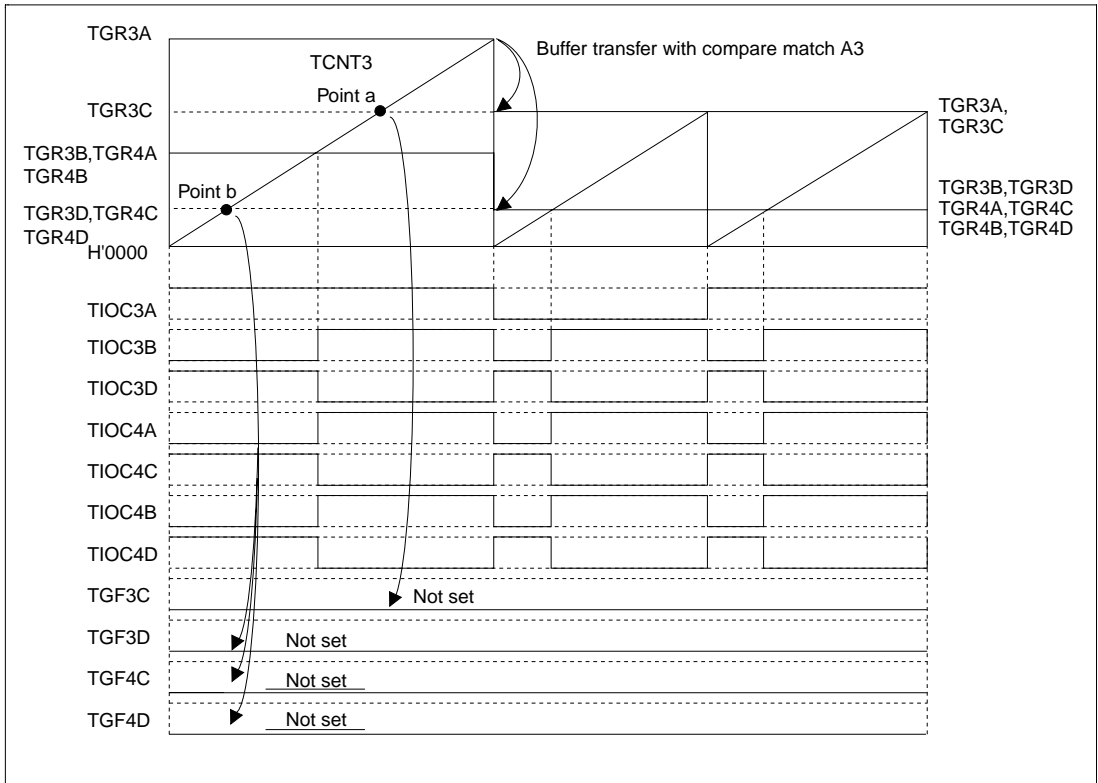 TGR3A
Buffer transfer with compare match A3
TCNT3
Point a
TGR3C
TGR3A,
TGR3C
TGR3B,TGR4A
TGR4B
Point b
TGR3D,TGR4C
TGR4D
H'0000
TGR3B,TGR3D
TGR4A,TGR4C
TGR4B,TGR4D
TIOC3A
TIOC3B
TIOC3D
TIOC4A
TIOC4C
TIOC4B
TIOC4D
TGF3C
Not set
TGF3D
Not set
TGF4C
Not set
TGF4D
Not set